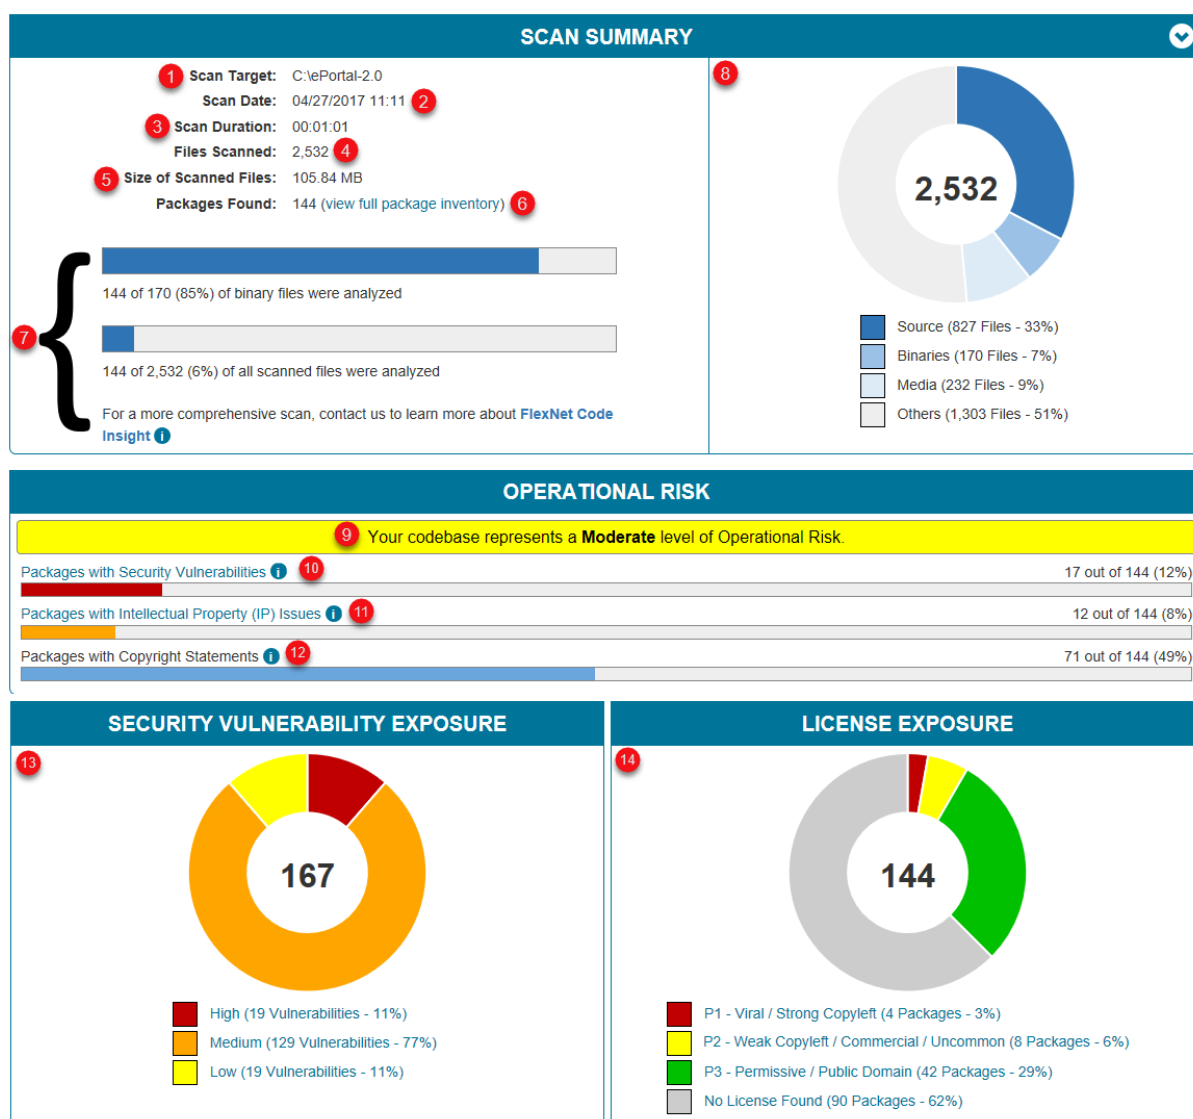 SCAN SUMMARY
1 Scan Target: C:\ePortal-2.0
Scan Date: 04/27/2017 11:11 2
3 Scan Duration: 00:01:01
Files Scanned: 2,532 4
5 Size of Scanned Files: 105.84 MB
Packages Found: 144 (view full package inventory) 6
7
144 of 170 (85%) of binary files were analyzed
144 of 2,532 (6%) of all scanned files were analyzed
For a more comprehensive scan, contact us to learn more about FlexNet Code
Insight i
8
2,532
Source (827 Files - 33%)
Binaries (170 Files - 7%)
Media (232 Files - 9%)
Others (1,303 Files - 51%)
OPERATIONAL RISK
9 Your codebase represents a Moderate level of Operational Risk.
Packages with Security Vulnerabilities i 10 17 out of 144 (12%)
Packages with Intellectual Property (IP) Issues i 11 12 out of 144 (8%)
Packages with Copyright Statements i 12 71 out of 144 (49%)
SECURITY VULNERABILITY EXPOSURE
13
167
High (19 Vulnerabilities - 11%)
Medium (129 Vulnerabilities - 77%)
Low (19 Vulnerabilities - 11%)
LICENSE EXPOSURE
14
144
P1 - Viral / Strong Copyleft (4 Packages - 3%)
P2 - Weak Copyleft / Commercial / Uncommon (8 Packages - 6%)
P3 - Permissive / Public Domain (42 Packages - 29%)
No License Found (90 Packages - 62%)